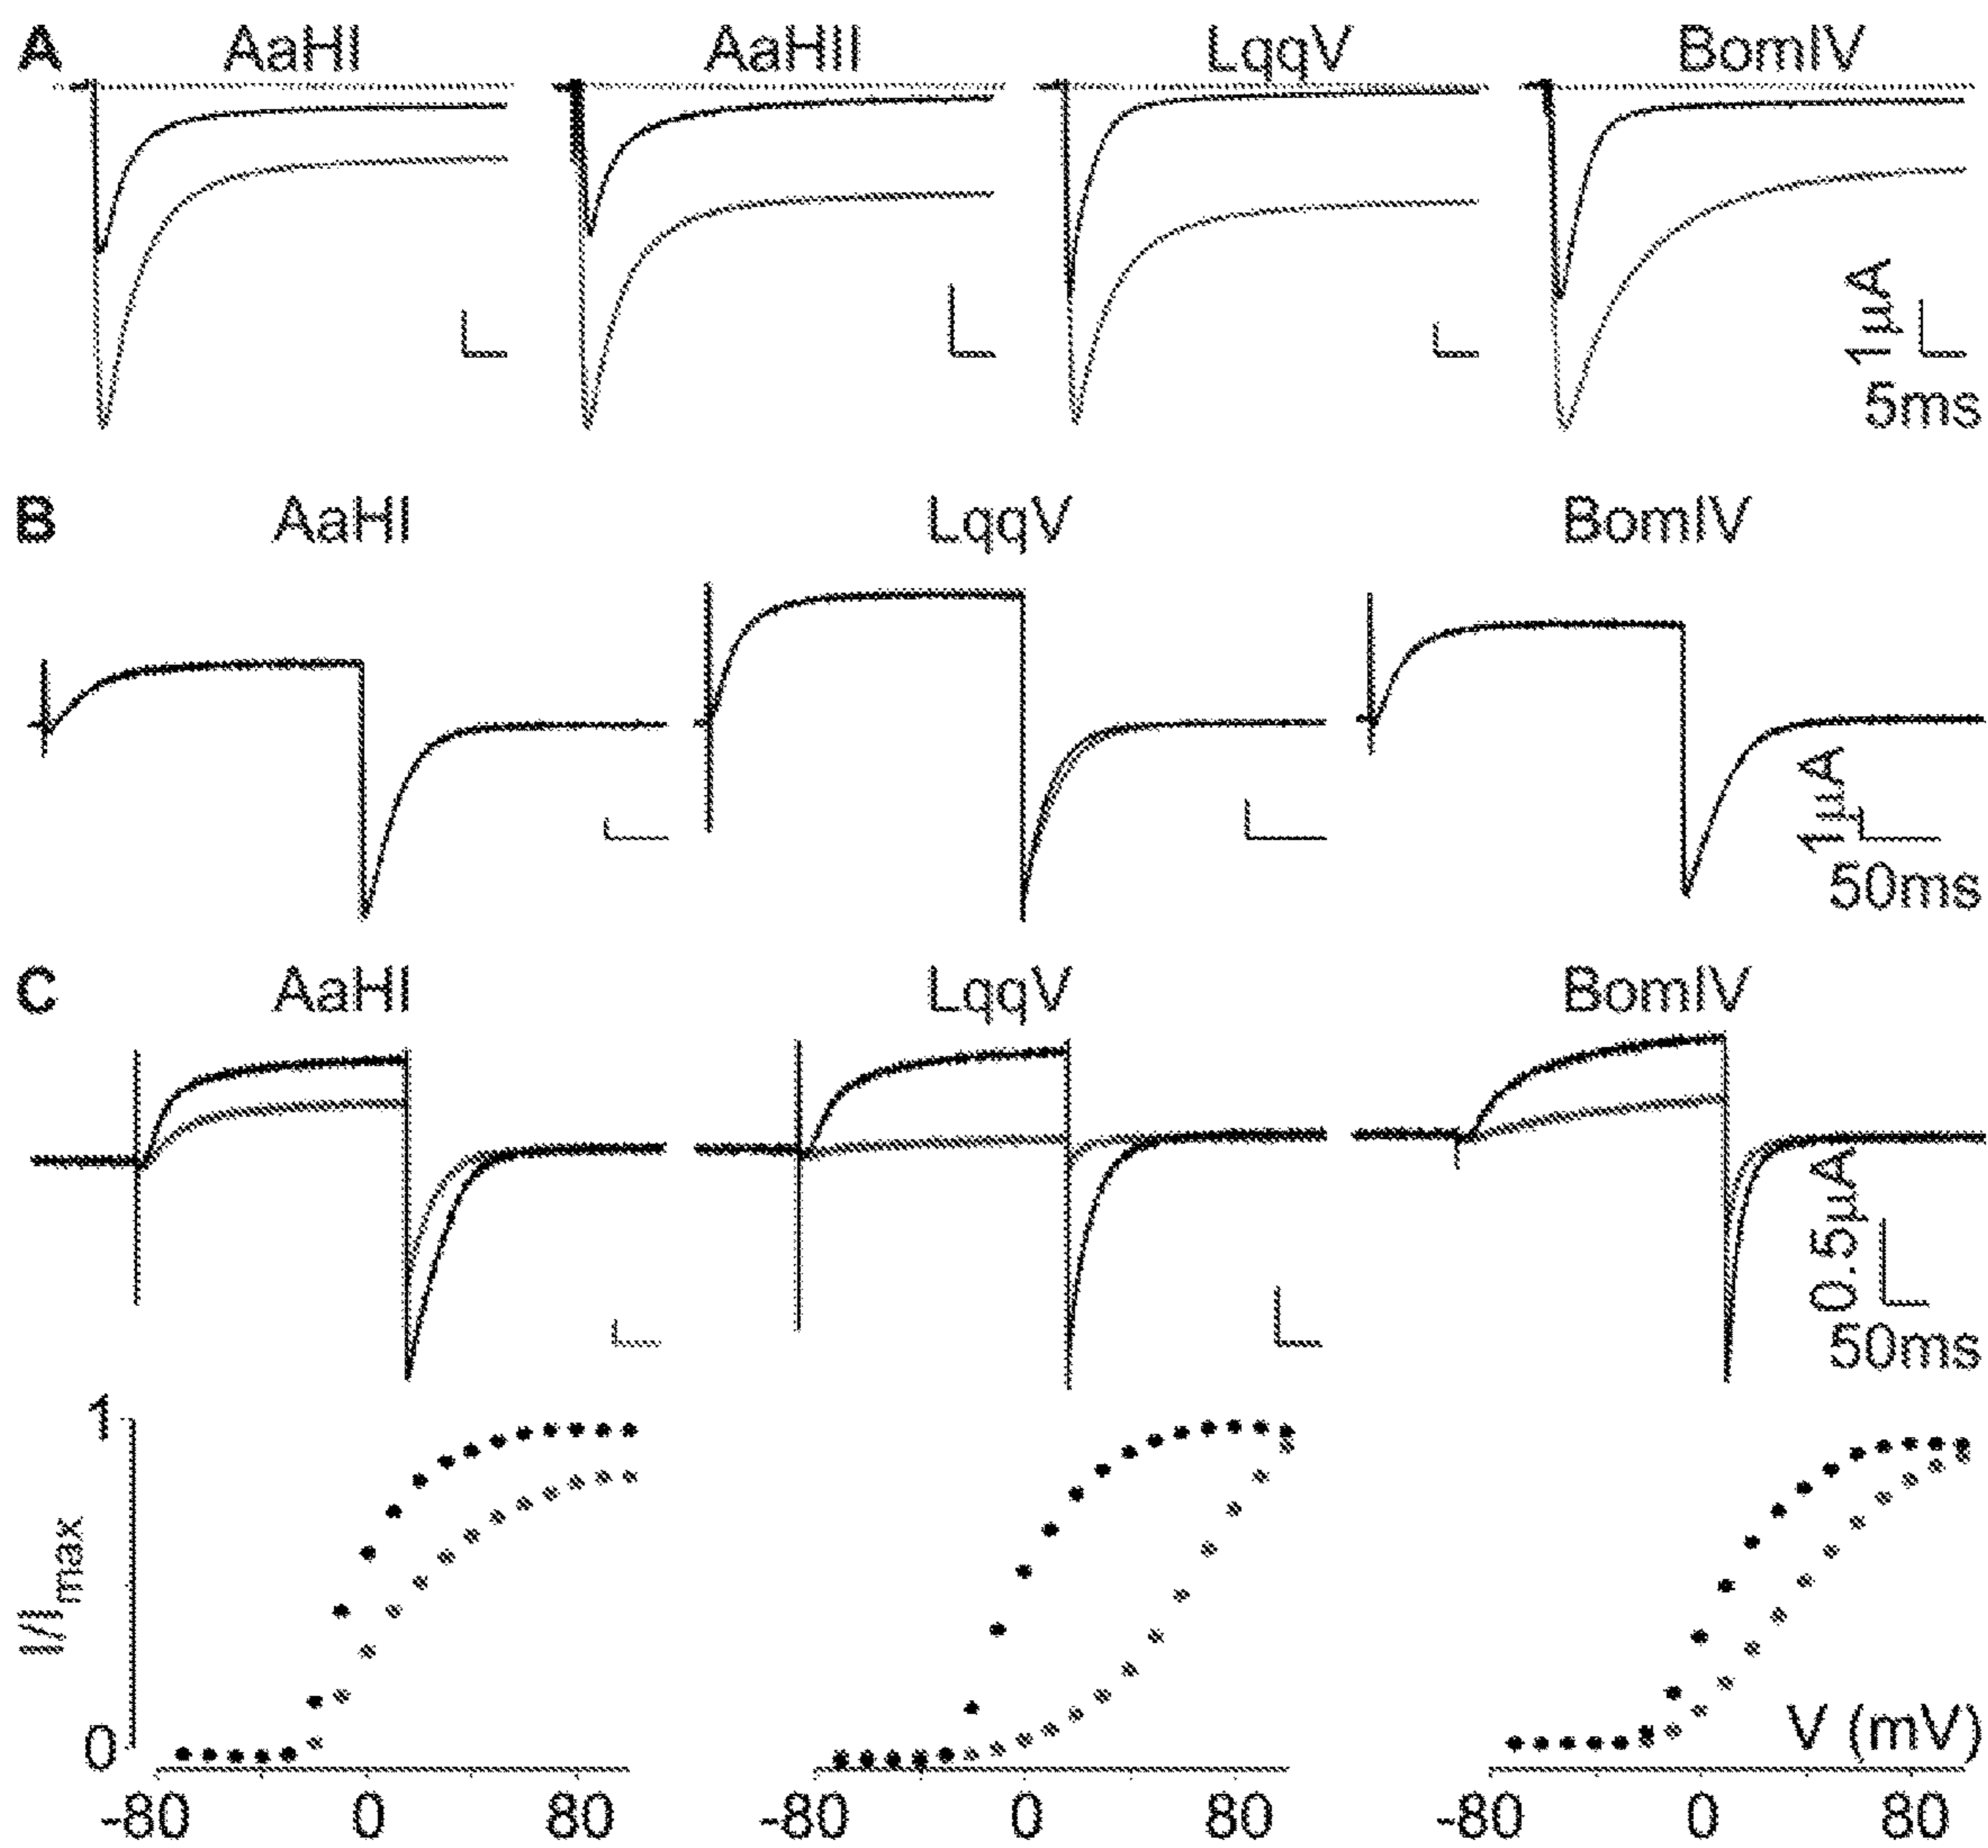 A AaHI AaHII LqqV BomIV
1µA
5ms
B AaHI LqqV BomIV
1µA
50ms
C AaHI LqqV BomIV
0.5µA
50ms
1
I/Imax
0
V (mV)
-80 0 80 -80 0 80 -80 0 80